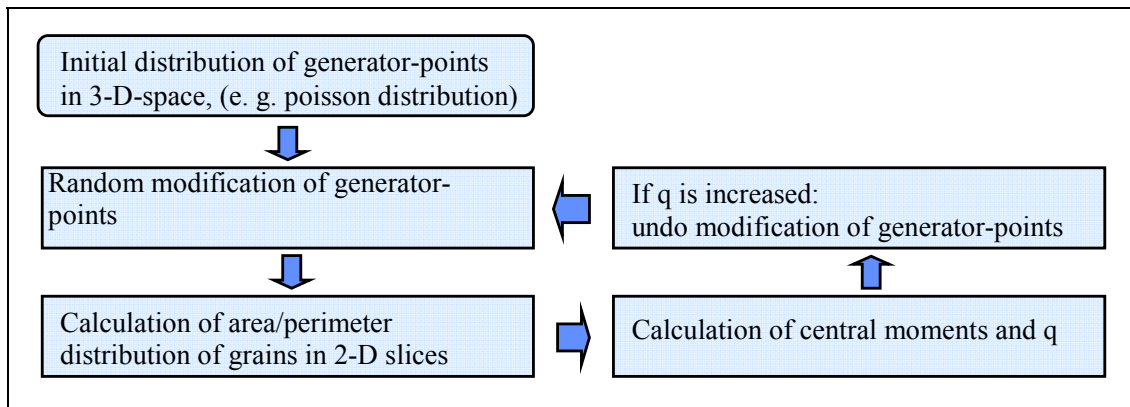 Initial distribution of generator-points
in 3-D-space, (e. g. poisson distribution)
Random modification of generator-
points
Calculation of area/perimeter
distribution of grains in 2-D slices
Calculation of central moments and q
If q is increased:
undo modification of generator-points